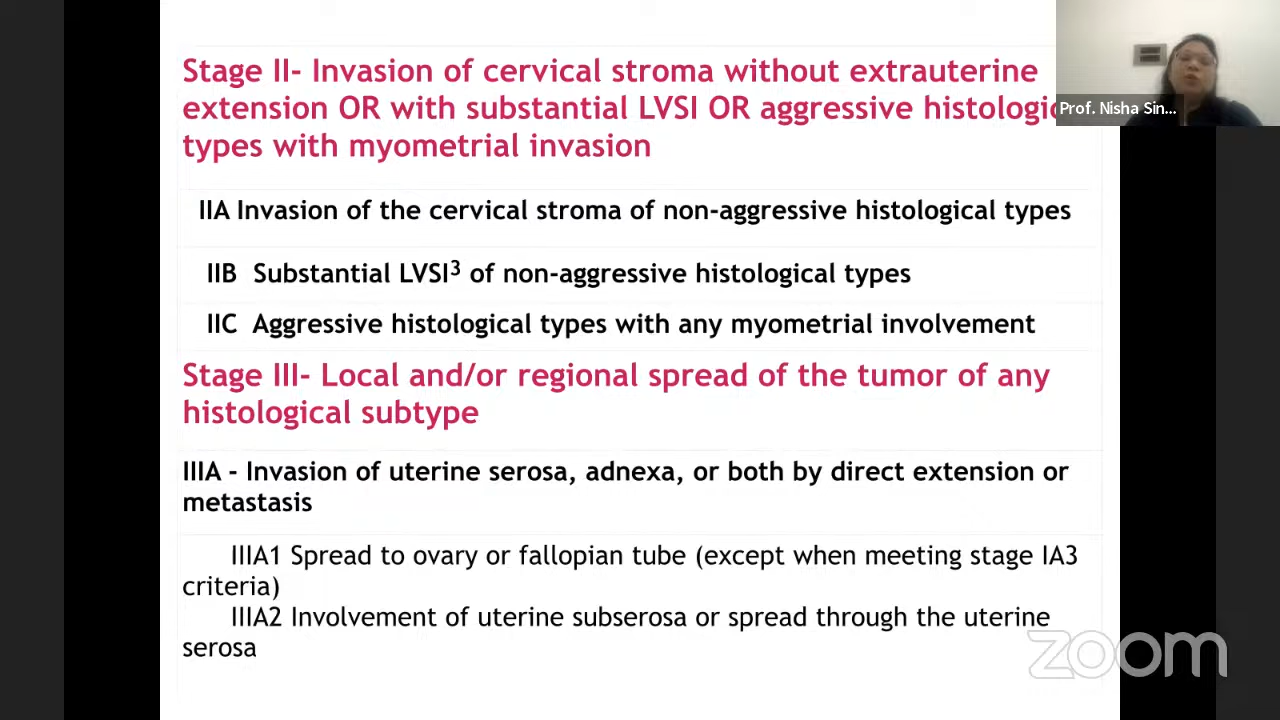 Stage II- Invasion of cervical stroma without extrauterine
extension OR with substantial LVSI OR aggressive histologic
types with myometrial invasion
IIA Invasion of the cervical stroma of non-aggressive histological types
IIB Substantial LVSI³ of non-aggressive histological types
IIC Aggressive histological types with any myometrial involvement
Stage III- Local and/or regional spread of the tumor of any
histological subtype
IIIA - Invasion of uterine serosa, adnexa, or both by direct extension or
metastasis
IIIA1 Spread to ovary or fallopian tube (except when meeting stage IA3
criteria)
IIIA2 Involvement of uterine subserosa or spread through the uterine
serosa
Prof. Nisha Sin...
zoom